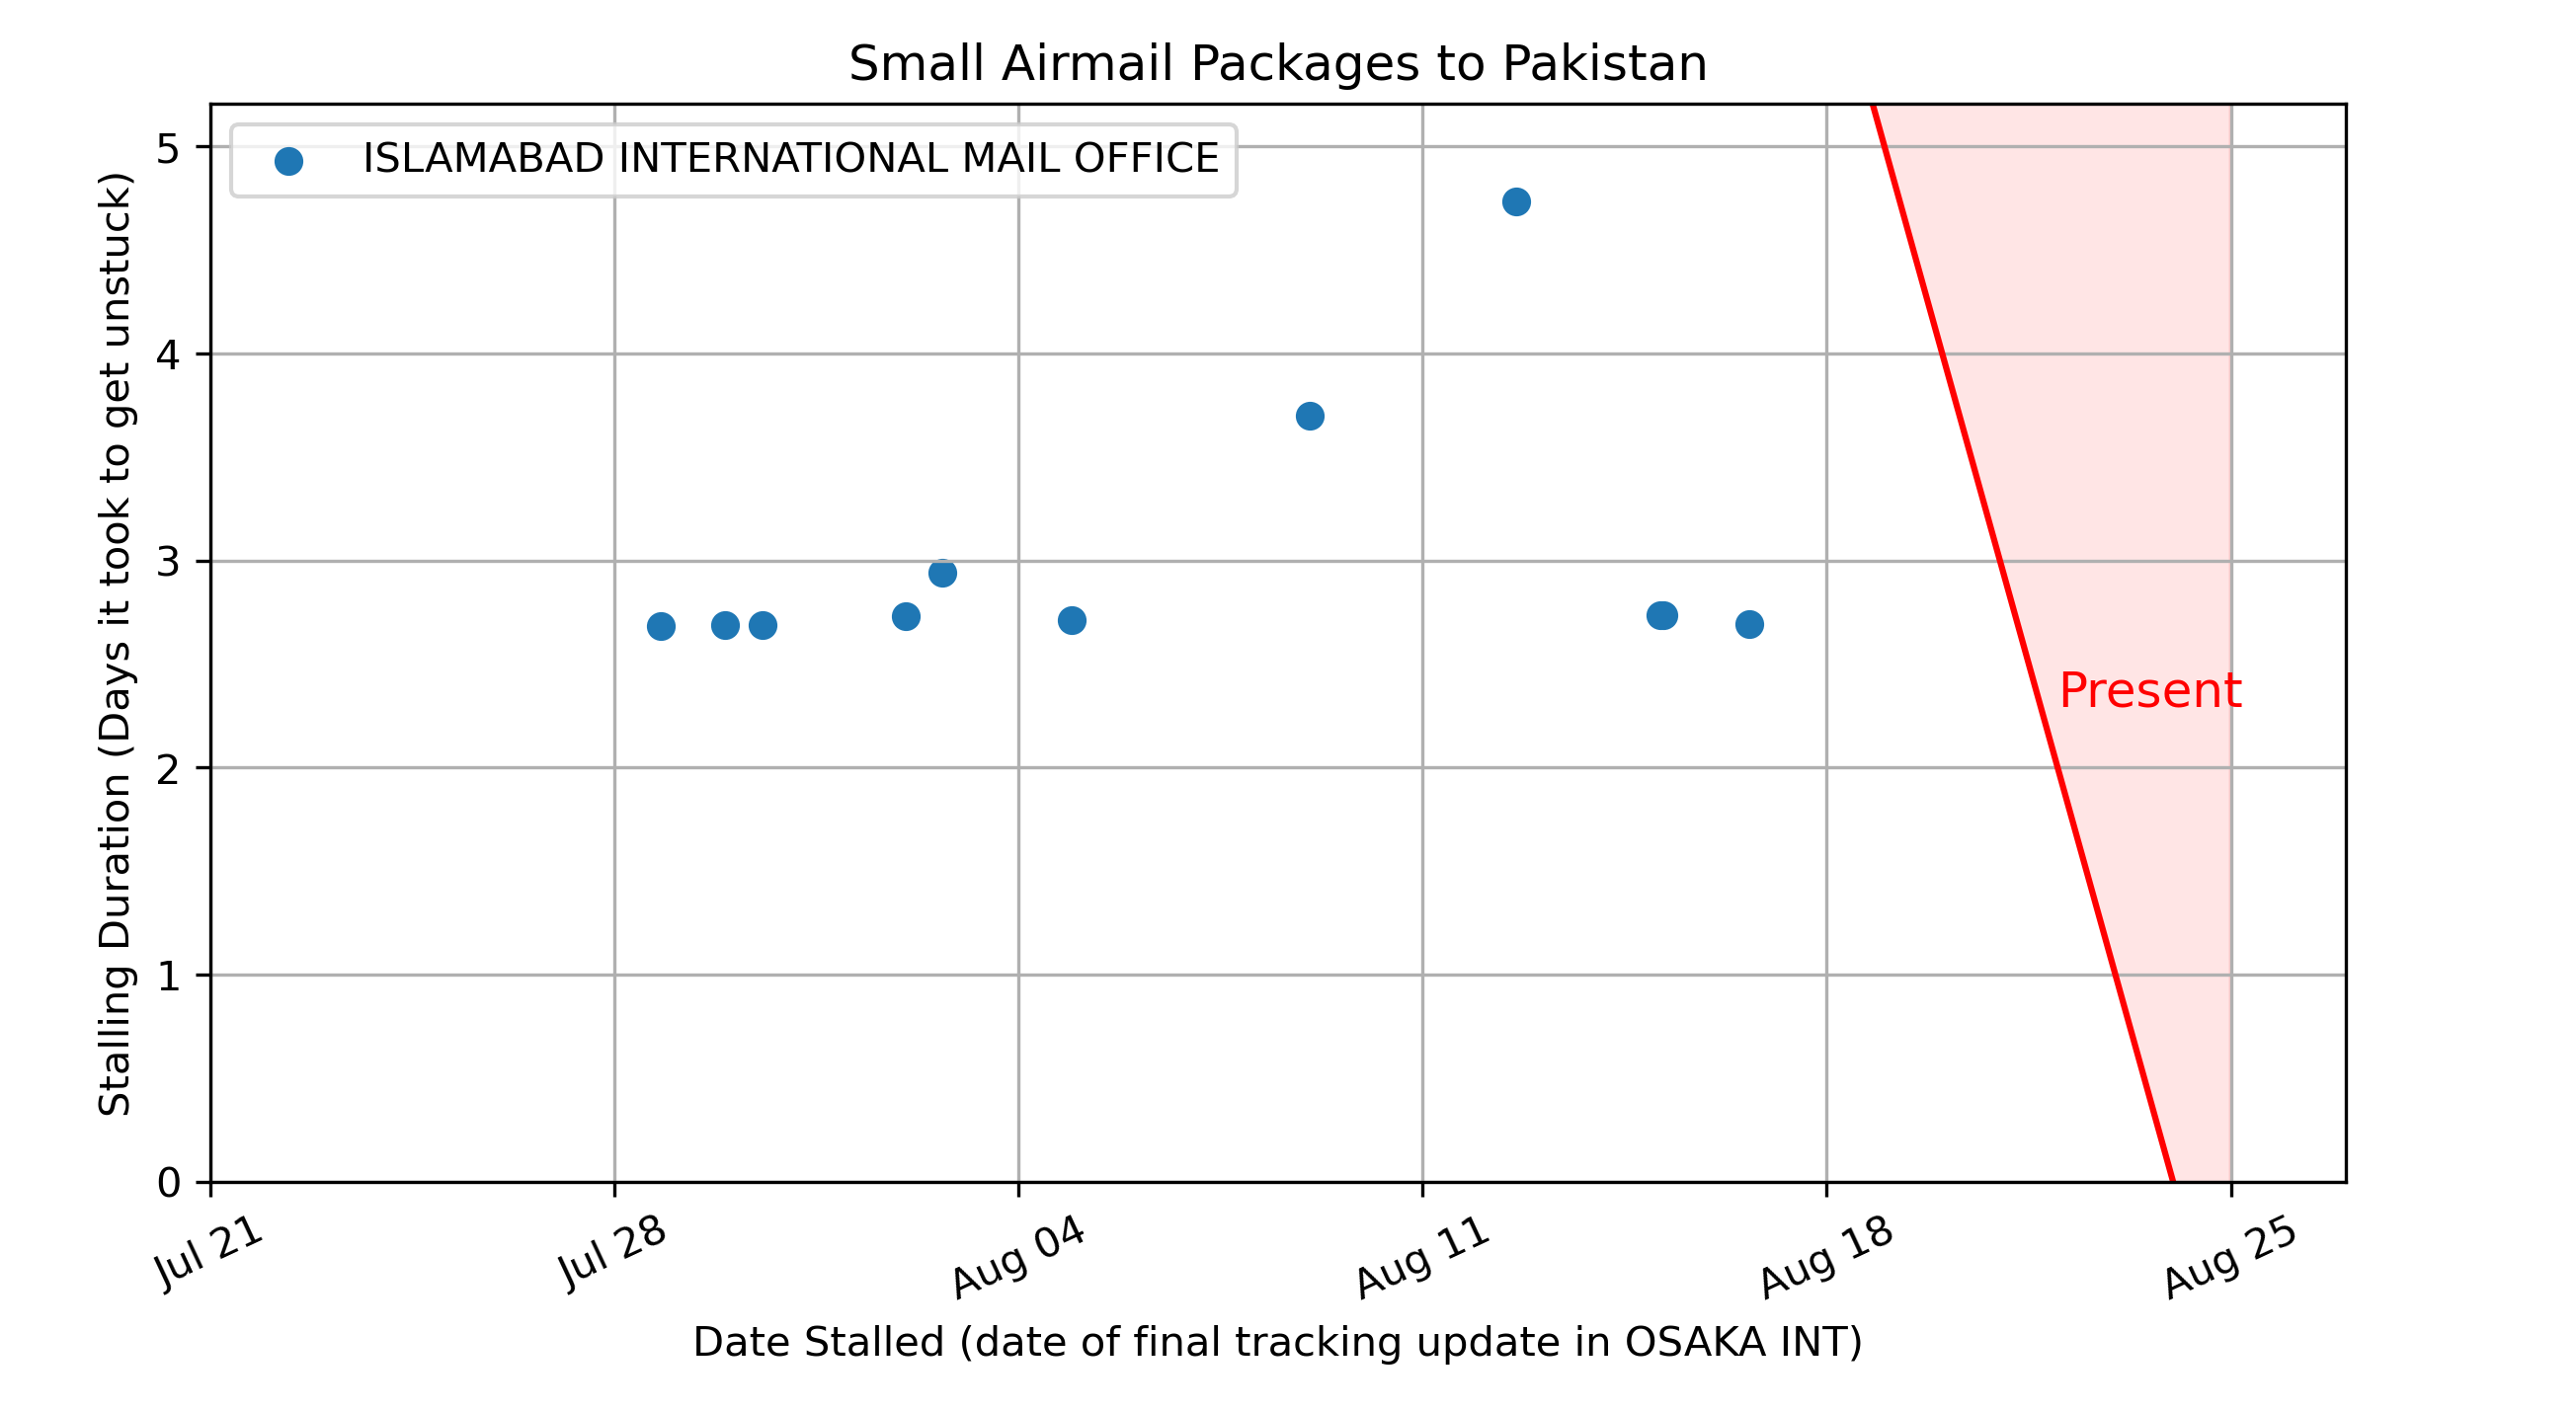 Small Airmail Packages to Pakistan
ISLAMABAD INTERNATIONAL MAIL OFFICE
Stalling Duration (Days it took to get unstuck)
5
4
3
2
1
0
Present
Jul 21
Jul 28
Aug 04
Aug 11
Aug 18
Aug 25
Date Stalled (date of final tracking update in OSAKA INT)